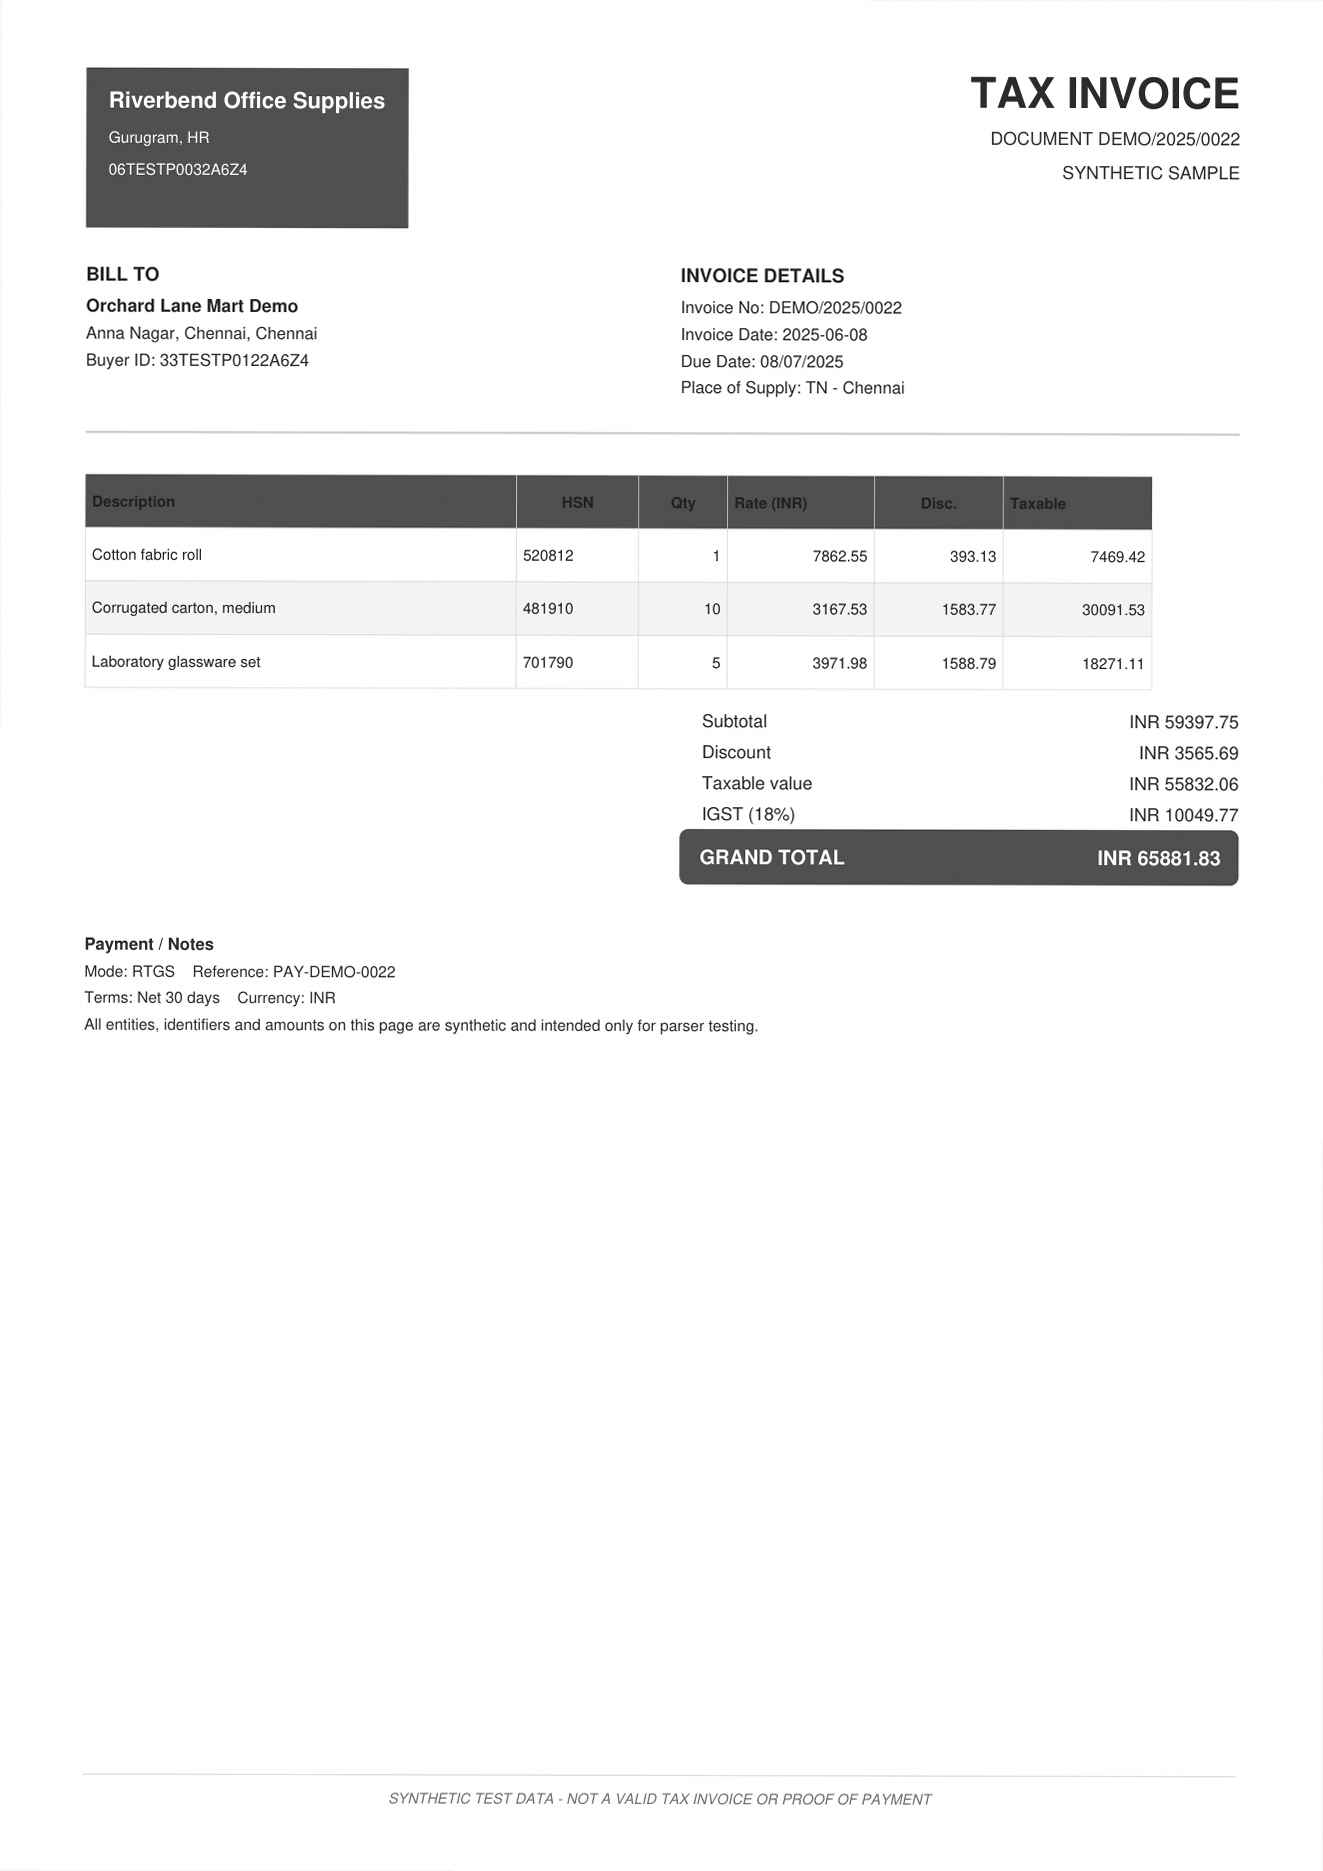 Riverbend Office Supplies
Gurugram, HR
06TESTP0032A6Z4
TAX INVOICE
DOCUMENT DEMO/2025/0022
SYNTHETIC SAMPLE
BILL TO
Orchard Lane Mart Demo
Anna Nagar, Chennai, Chennai
Buyer ID: 33TESTP0122A6Z4
INVOICE DETAILS
Invoice No: DEMO/2025/0022
Invoice Date: 2025-06-08
Due Date: 08/07/2025
Place of Supply: TN - Chennai
Description HSN Qty Rate (INR) Disc. Taxable
Cotton fabric roll 520812 1 7862.55 393.13 7469.42
Corrugated carton, medium 481910 10 3167.53 1583.77 30091.53
Laboratory glassware set 701790 5 3971.98 1588.79 18271.11
Subtotal INR 59397.75
Discount INR 3565.69
Taxable value INR 55832.06
IGST (18%) INR 10049.77
GRAND TOTAL INR 65881.83
Payment / Notes
Mode: RTGS Reference: PAY-DEMO-0022
Terms: Net 30 days Currency: INR
All entities, identifiers and amounts on this page are synthetic and intended only for parser testing.
SYNTHETIC TEST DATA - NOT A VALID TAX INVOICE OR PROOF OF PAYMENT